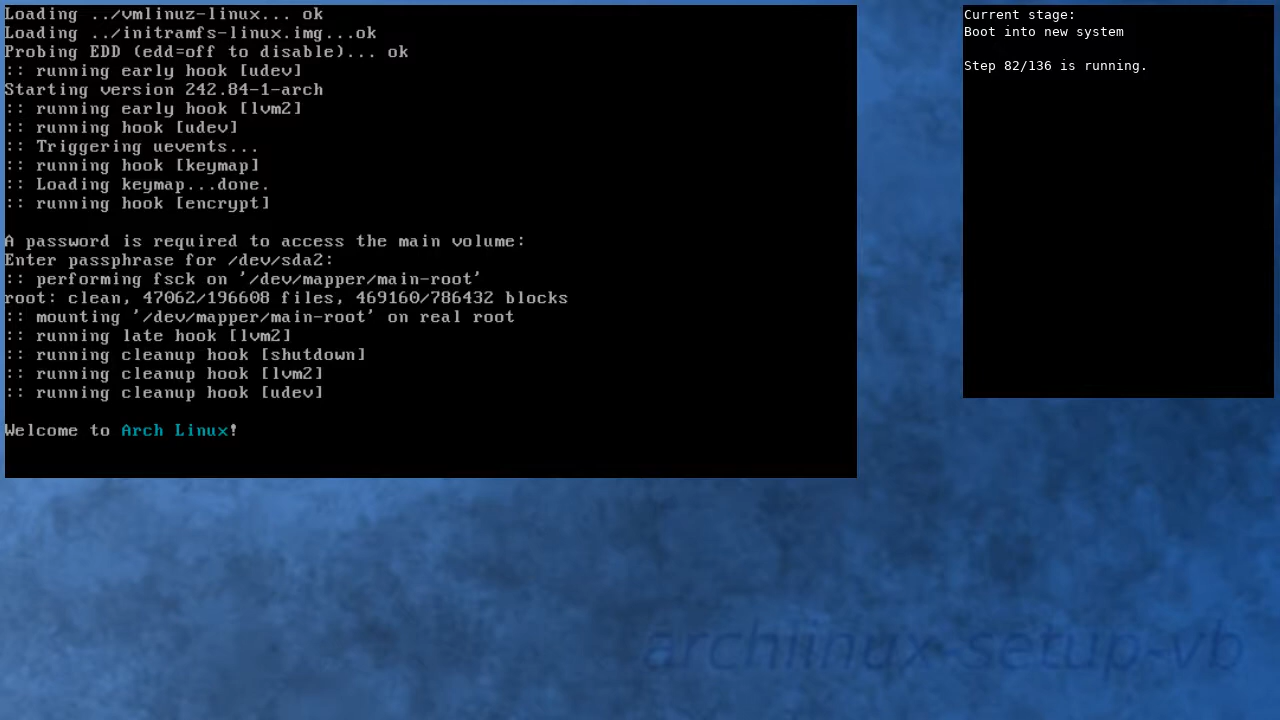 Loading ../vmlinuz-linux... ok
Loading ../initramfs-linux.img...ok
Probing EDD (edd=off to disable)... ok
:: running early hook [udev]
Starting version 242.84-1-arch
:: running early hook [lvm2]
:: running hook [udev]
:: Triggering uevents...
:: running hook [keymap]
:: Loading keymap...done.
:: running hook [encrypt]
A password is required to access the main volume:
Enter passphrase for /dev/sda2:
:: performing fsck on '/dev/mapper/main-root'
root: clean, 47062/196608 files, 469160/786432 blocks
:: mounting '/dev/mapper/main-root' on real root
:: running late hook [lvm2]
:: running cleanup hook [shutdown]
:: running cleanup hook [lvm2]
:: running cleanup hook [udev]
Welcome to Arch Linux!
Current stage:
Boot into new system
Step 82/136 is running.
archlinux-setup-vb